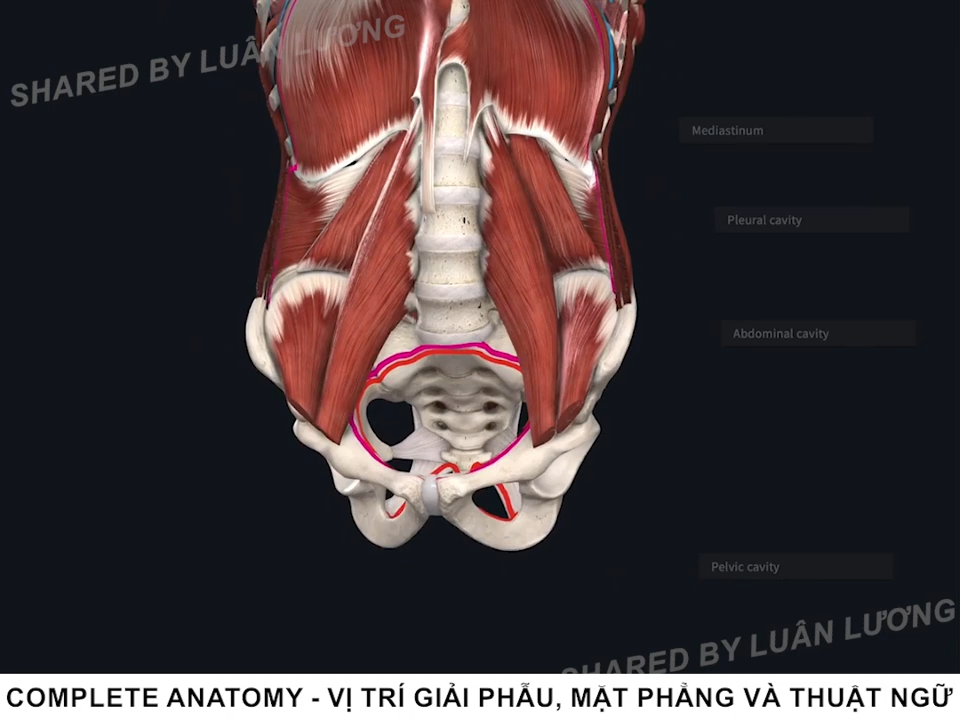 SHARED BY LUÂN LƯƠNG
Mediastinum
Pleural cavity
Abdominal cavity
Pelvic cavity
SHARED BY LUÂN LƯƠNG
COMPLETE ANATOMY - VỊ TRÍ GIẢI PHẪU, MẶT PHẲNG VÀ THUẬT NGỮ